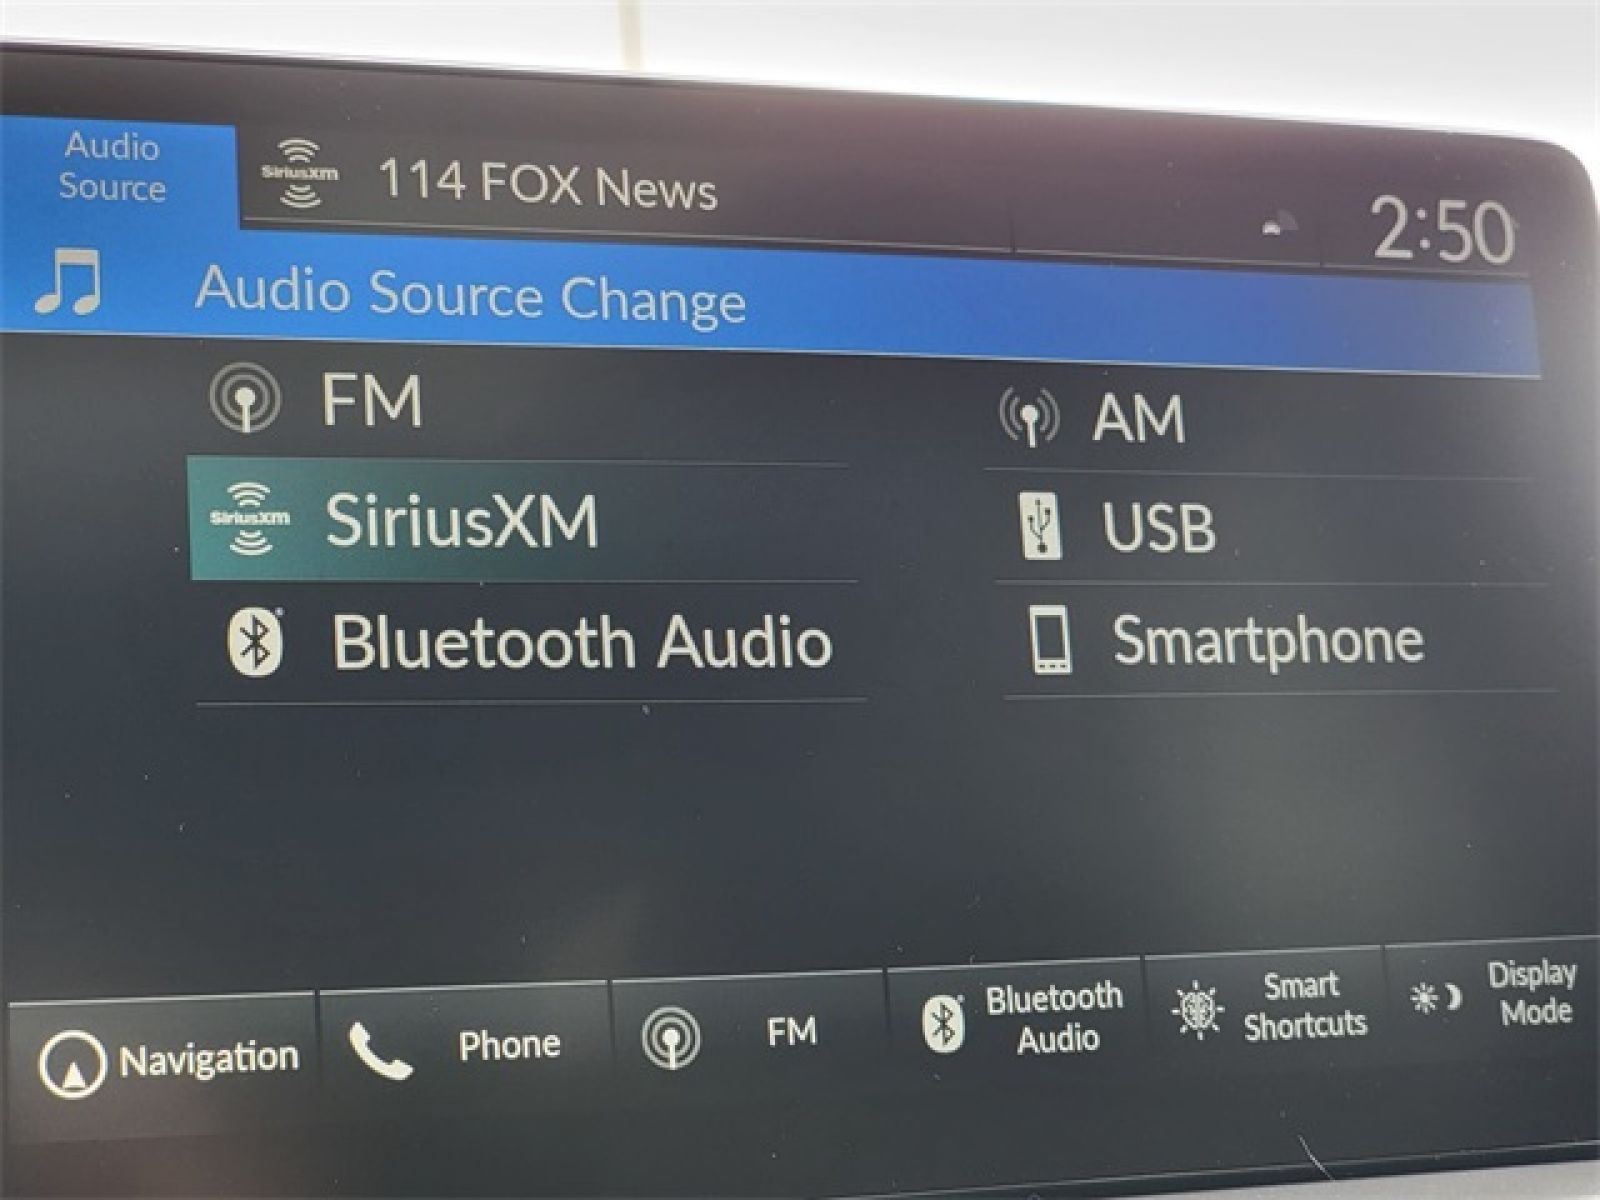 Audio
Source
SiriusXM
114 FOX News
2:50
Audio Source Change
FM
AM
SiriusXM
SiriusXM
USB
Bluetooth Audio
Smartphone
Navigation
Phone
FM
Bluetooth
Audio
Smart
Shortcuts
Display
Mode